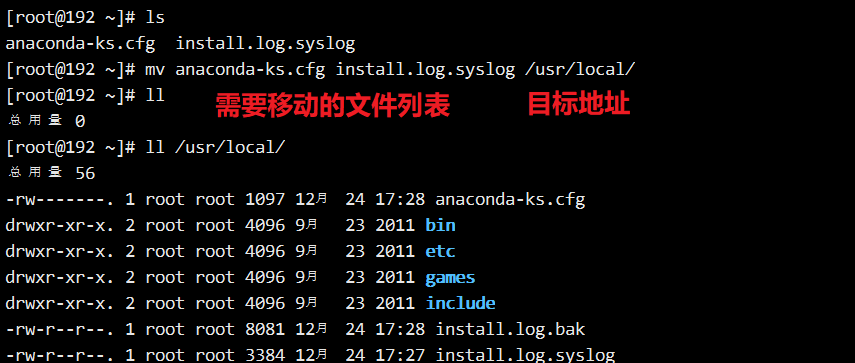 [root@192 ~]# ls
anaconda-ks.cfg  install.log.syslog
[root@192 ~]# mv anaconda-ks.cfg install.log.syslog /usr/local/
[root@192 ~]# ll
需要移动的文件列表 目标地址
总用量 0
[root@192 ~]# ll /usr/local/
总用量 56
-rw-------. 1 root root 1097 12月  24 17:28 anaconda-ks.cfg
drwxr-xr-x. 2 root root 4096 9月   23 2011 bin
drwxr-xr-x. 2 root root 4096 9月   23 2011 etc
drwxr-xr-x. 2 root root 4096 9月   23 2011 games
drwxr-xr-x. 2 root root 4096 9月   23 2011 include
-rw-r--r--. 1 root root 8081 12月  24 17:28 install.log.bak
-rw-r--r--. 1 root root 3384 12月  24 17:27 install.log.syslog